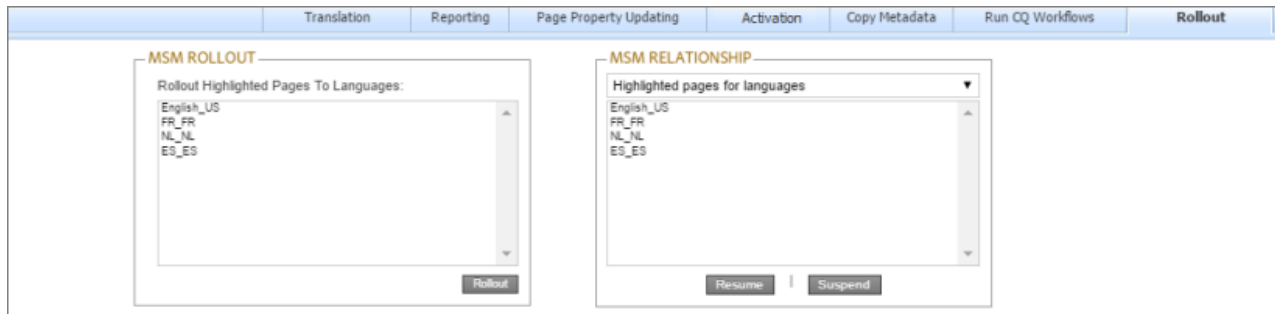 Translation Reporting Page Property Updating Activation Copy Metadata Run CQ Workflows Rollout
MSM ROLLOUT
Rollout Highlighted Pages To Languages:
English_US
FR_FR
NL_NL
ES_ES
Rollout
MSM RELATIONSHIP
Highlighted pages for languages
English_US
FR_FR
NL_NL
ES_ES
Resume | Suspend